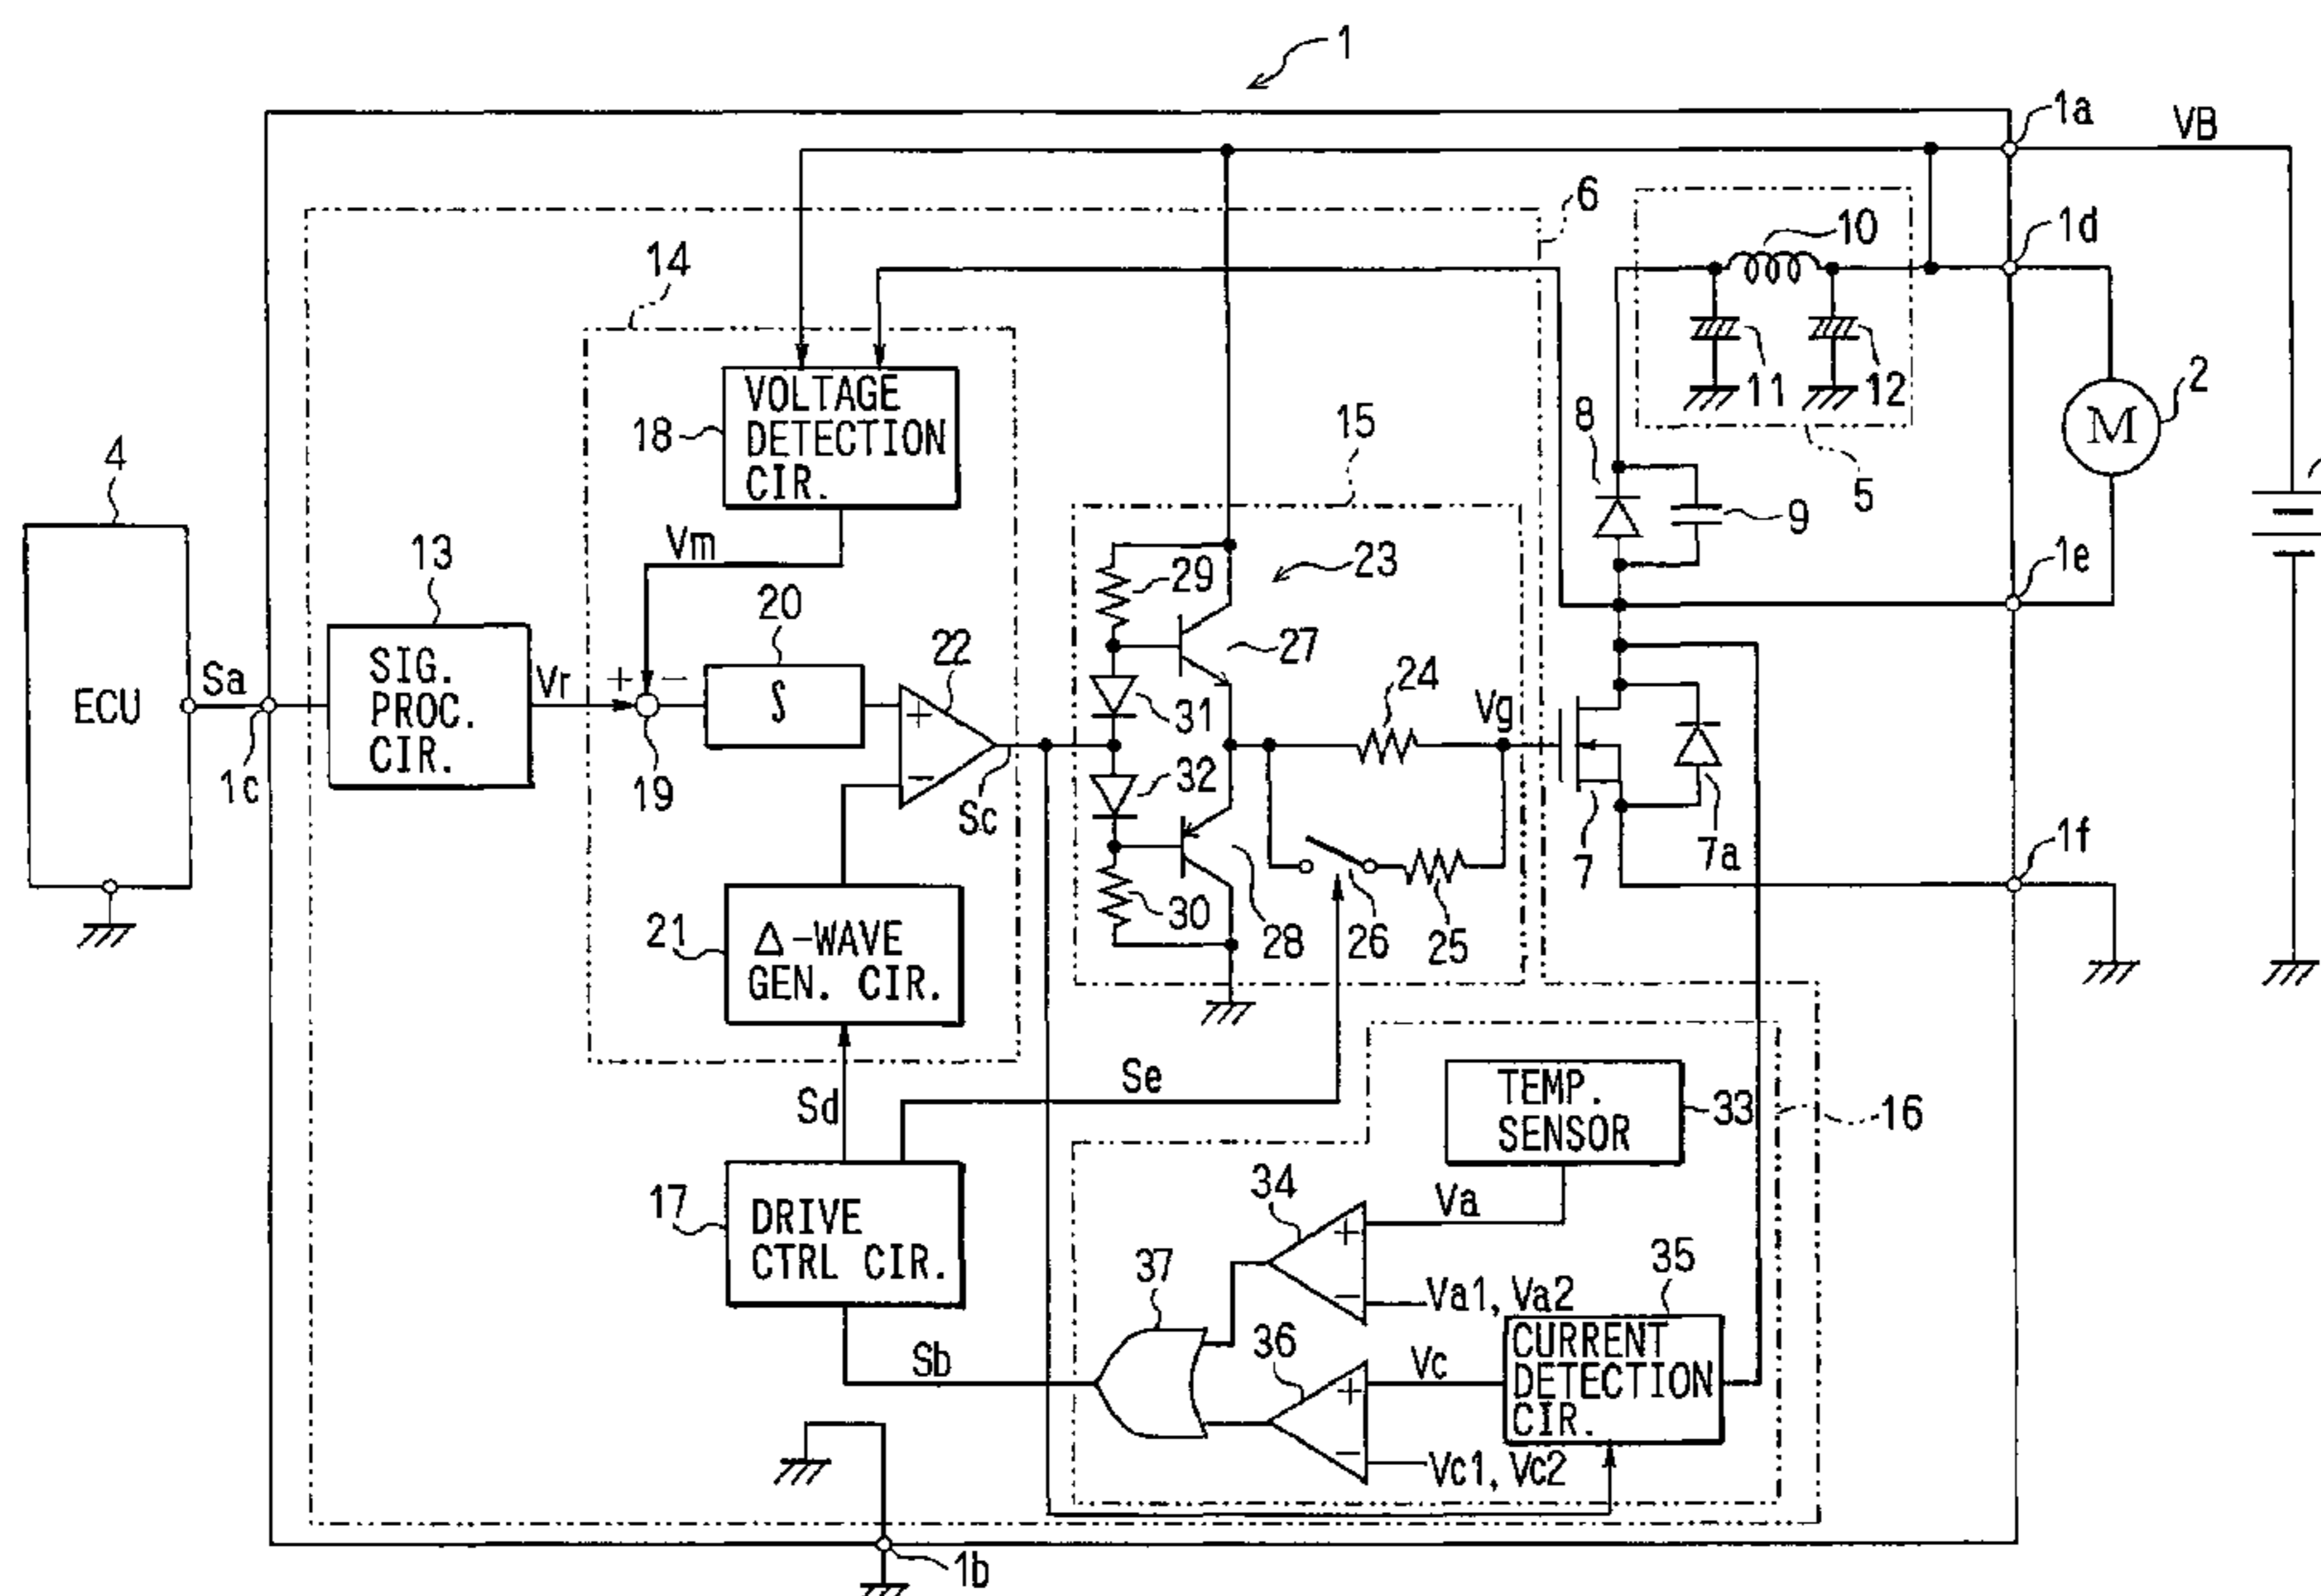 1
1a
VB
6
10
1d
14
11
12
2
VOLTAGE
DETECTION
CIR.
18
15
8
M
5
4
9
13
Vm
20
29
23
1e
SIG.
PROC.
CIR.
ECU
Sa
Vr
+
-
∫
22
27
24
Vg
+
31
1c
19
-
32
Sc
7
7a
1f
21
Δ-WAVE
GEN. CIR.
30
28
26
25
Sd
Se
TEMP.
SENSOR
33
16
17
DRIVE
CTRL CIR.
34
Va
+
37
-
Va1, Va2
35
36
Sb
Vc
CURRENT
DETECTION
CIR.
+
-
Vc1, Vc2
1b